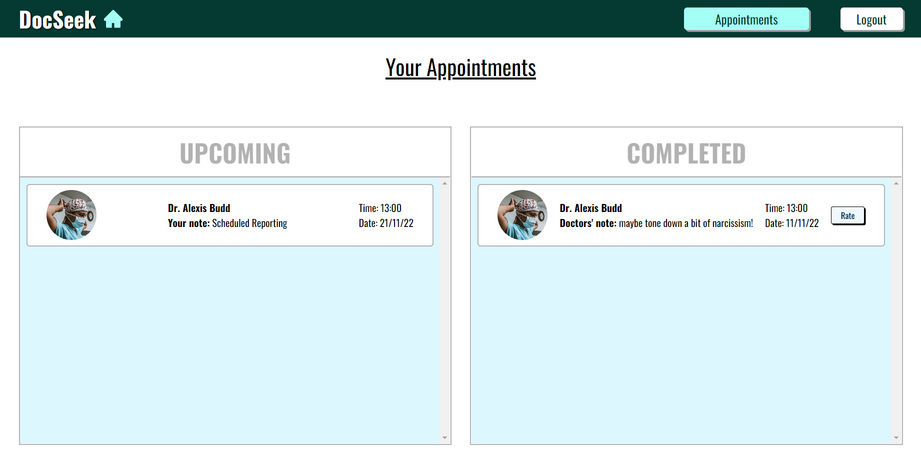 DocSeek
Appointments
Logout
Your Appointments
UPCOMING
Dr. Alexis Budd
Your note: Scheduled Reporting
Time: 13:00
Date: 21/11/22
COMPLETED
Dr. Alexis Budd
Doctors' note: maybe tone down a bit of narcissism!
Time: 13:00
Date: 11/11/22
Rate